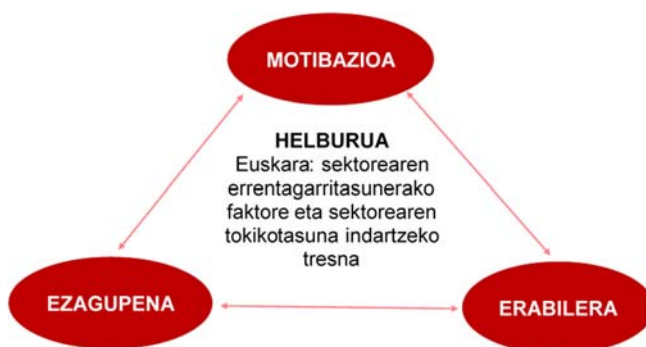 MOTIBAZIOA
HELBURUA
Euskara: sektorearen
errentagarritasunerako
faktore eta sektorearen
tokikotasuna indartzeko
tresna
EZAGUPENA
ERABILERA